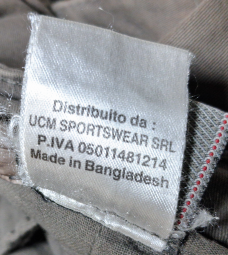 Distribuito da :
UCM SPORTSWEAR SRL
P.IVA 05011481214
Made in Bangladesh